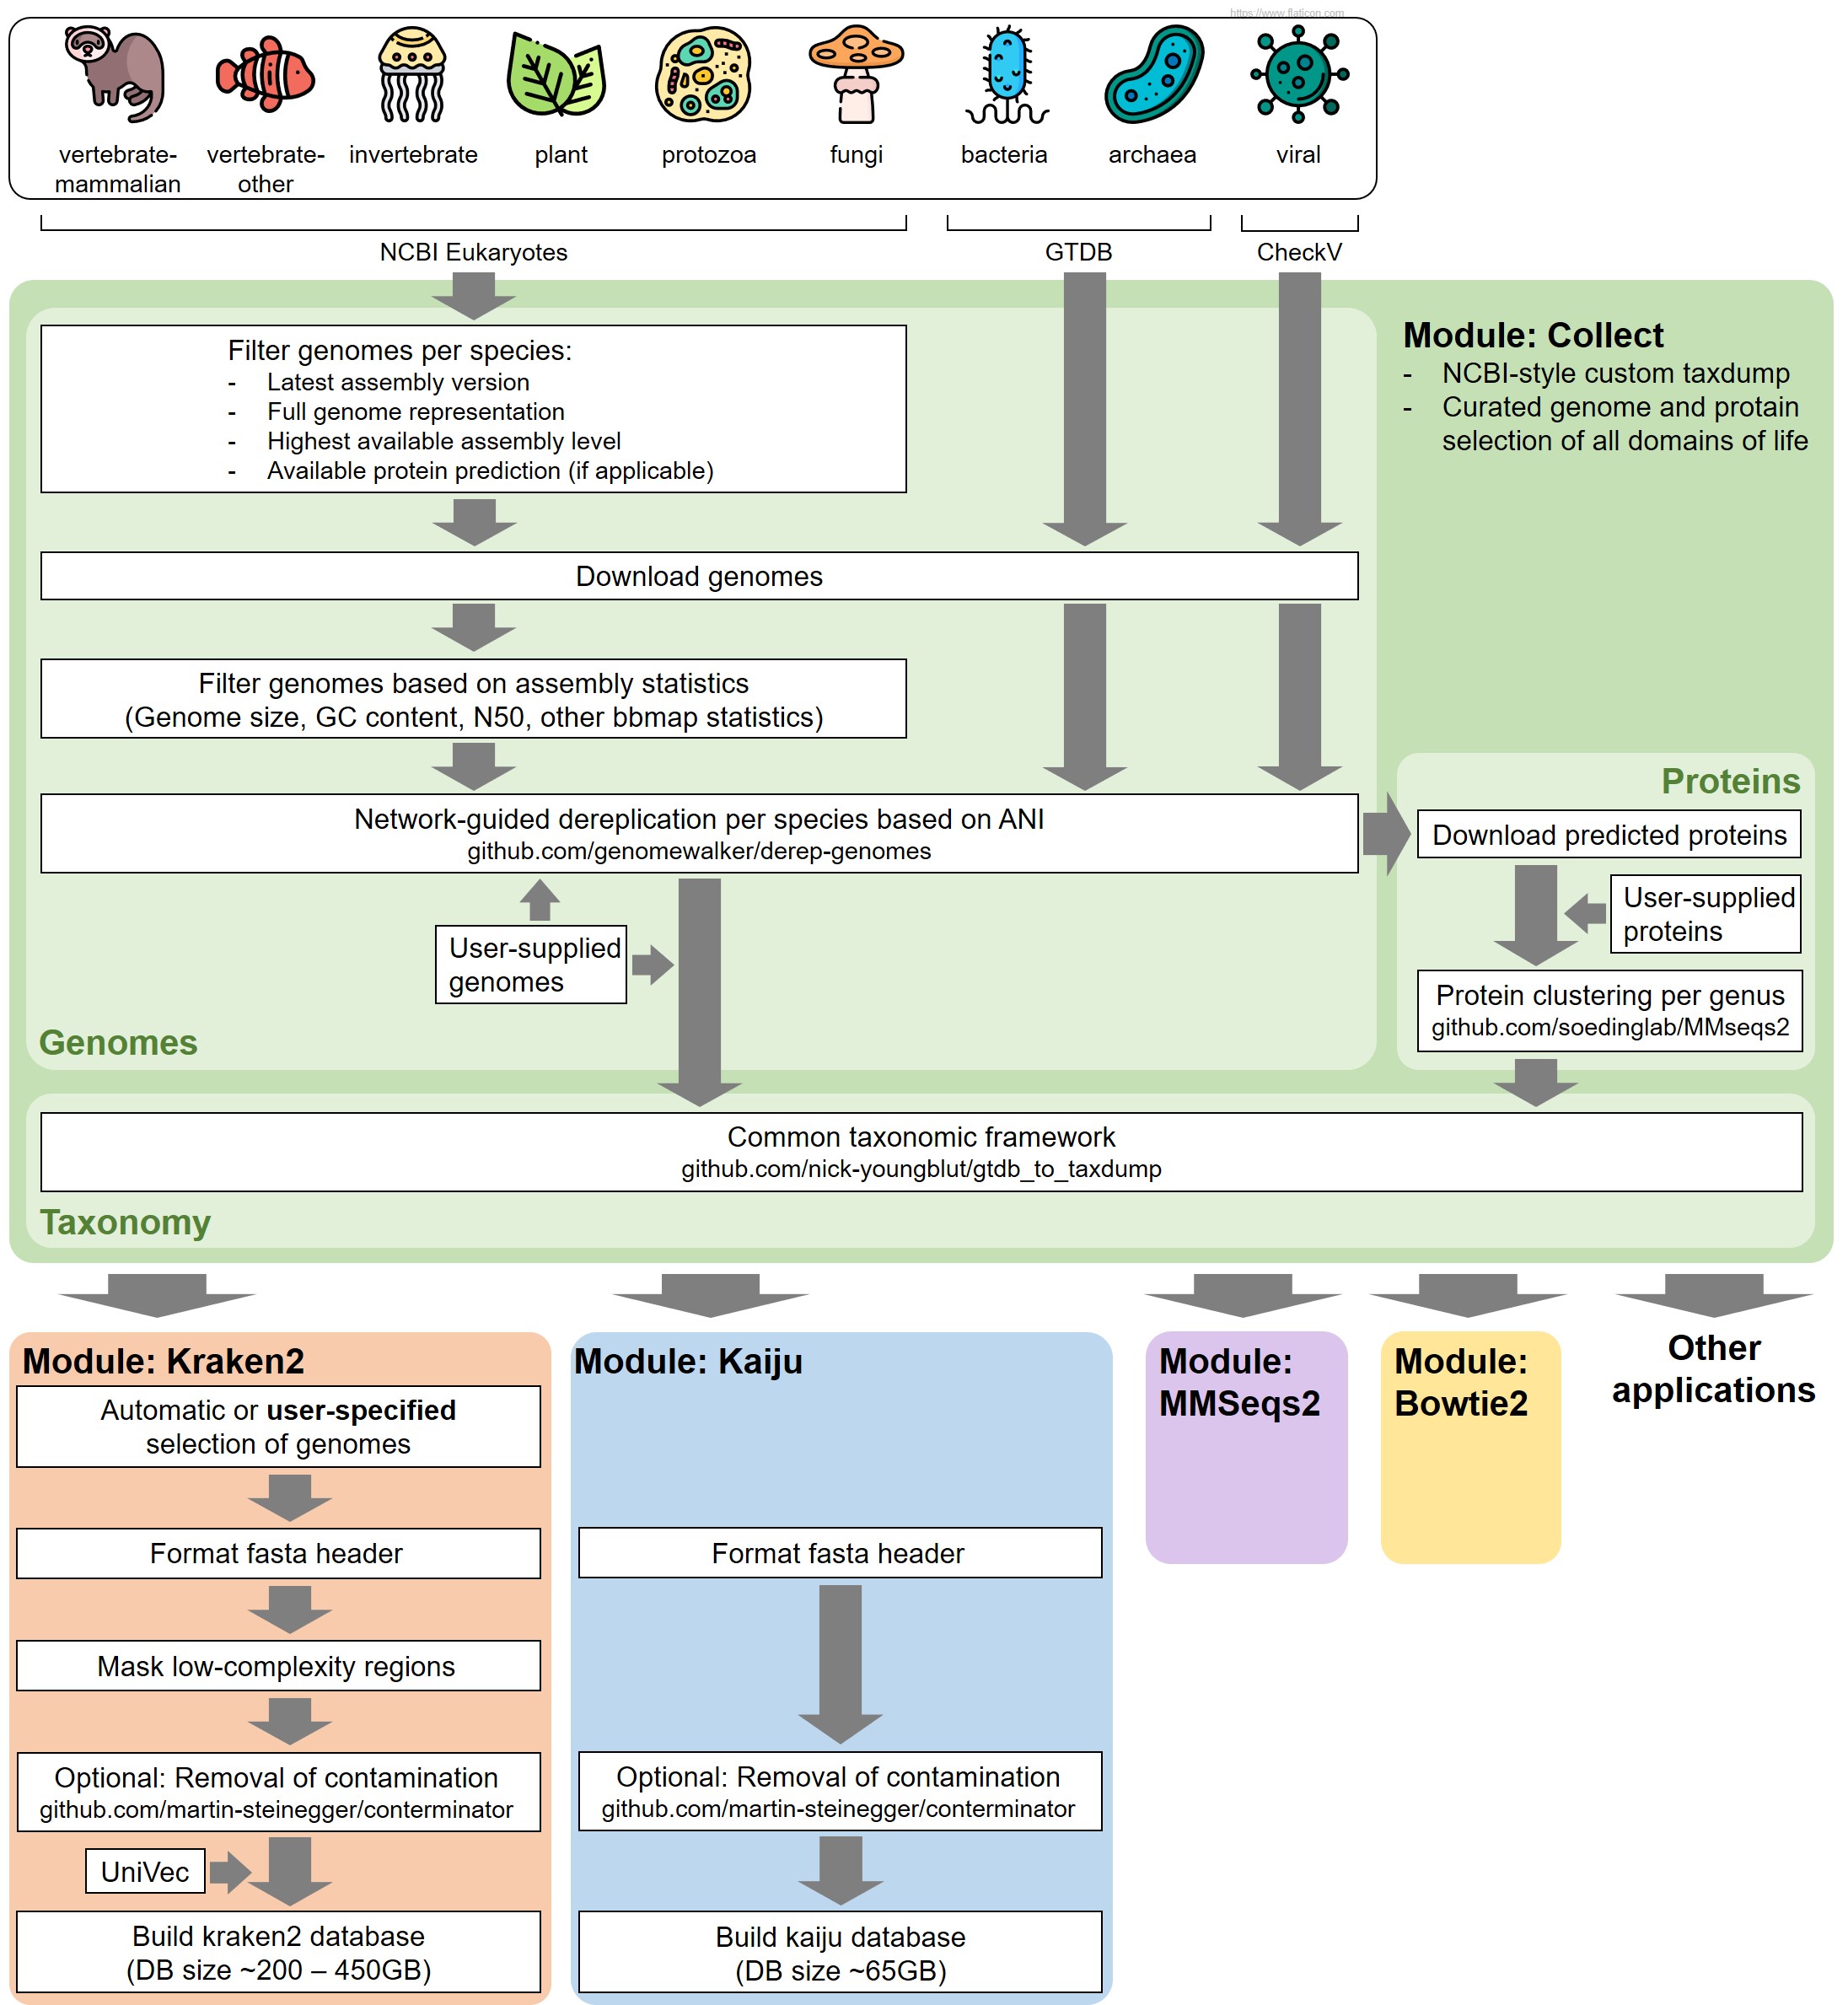 https://www.flaticon.com
vertebrate-
mammalian
vertebrate-
other
invertebrate
plant
protozoa
fungi
bacteria
archaea
viral
NCBI Eukaryotes
GTDB
CheckV
Filter genomes per species:
- Latest assembly version
- Full genome representation
- Highest available assembly level
- Available protein prediction (if applicable)
Module: Collect
- NCBI-style custom taxdump
- Curated genome and protain
selection of all domains of life
Download genomes
Filter genomes based on assembly statistics
(Genome size, GC content, N50, other bbmap statistics)
Network-guided dereplication per species based on ANI
github.com/genomewalker/derep-genomes
User-supplied
genomes
Genomes
Proteins
Download predicted proteins
User-supplied
proteins
Protein clustering per genus
github.com/soedinglab/MMseqs2
Common taxonomic framework
github.com/nick-youngblut/gtdb_to_taxdump
Taxonomy
Module: Kraken2
Automatic or user-specified
selection of genomes
Format fasta header
Mask low-complexity regions
Optional: Removal of contamination
github.com/martin-steinegger/conterminator
UniVec
Build kraken2 database
(DB size ~200 – 450GB)
Module: Kaiju
Format fasta header
Optional: Removal of contamination
github.com/martin-steinegger/conterminator
Build kaiju database
(DB size ~65GB)
Module:
MMSeqs2
Module:
Bowtie2
Other
applications